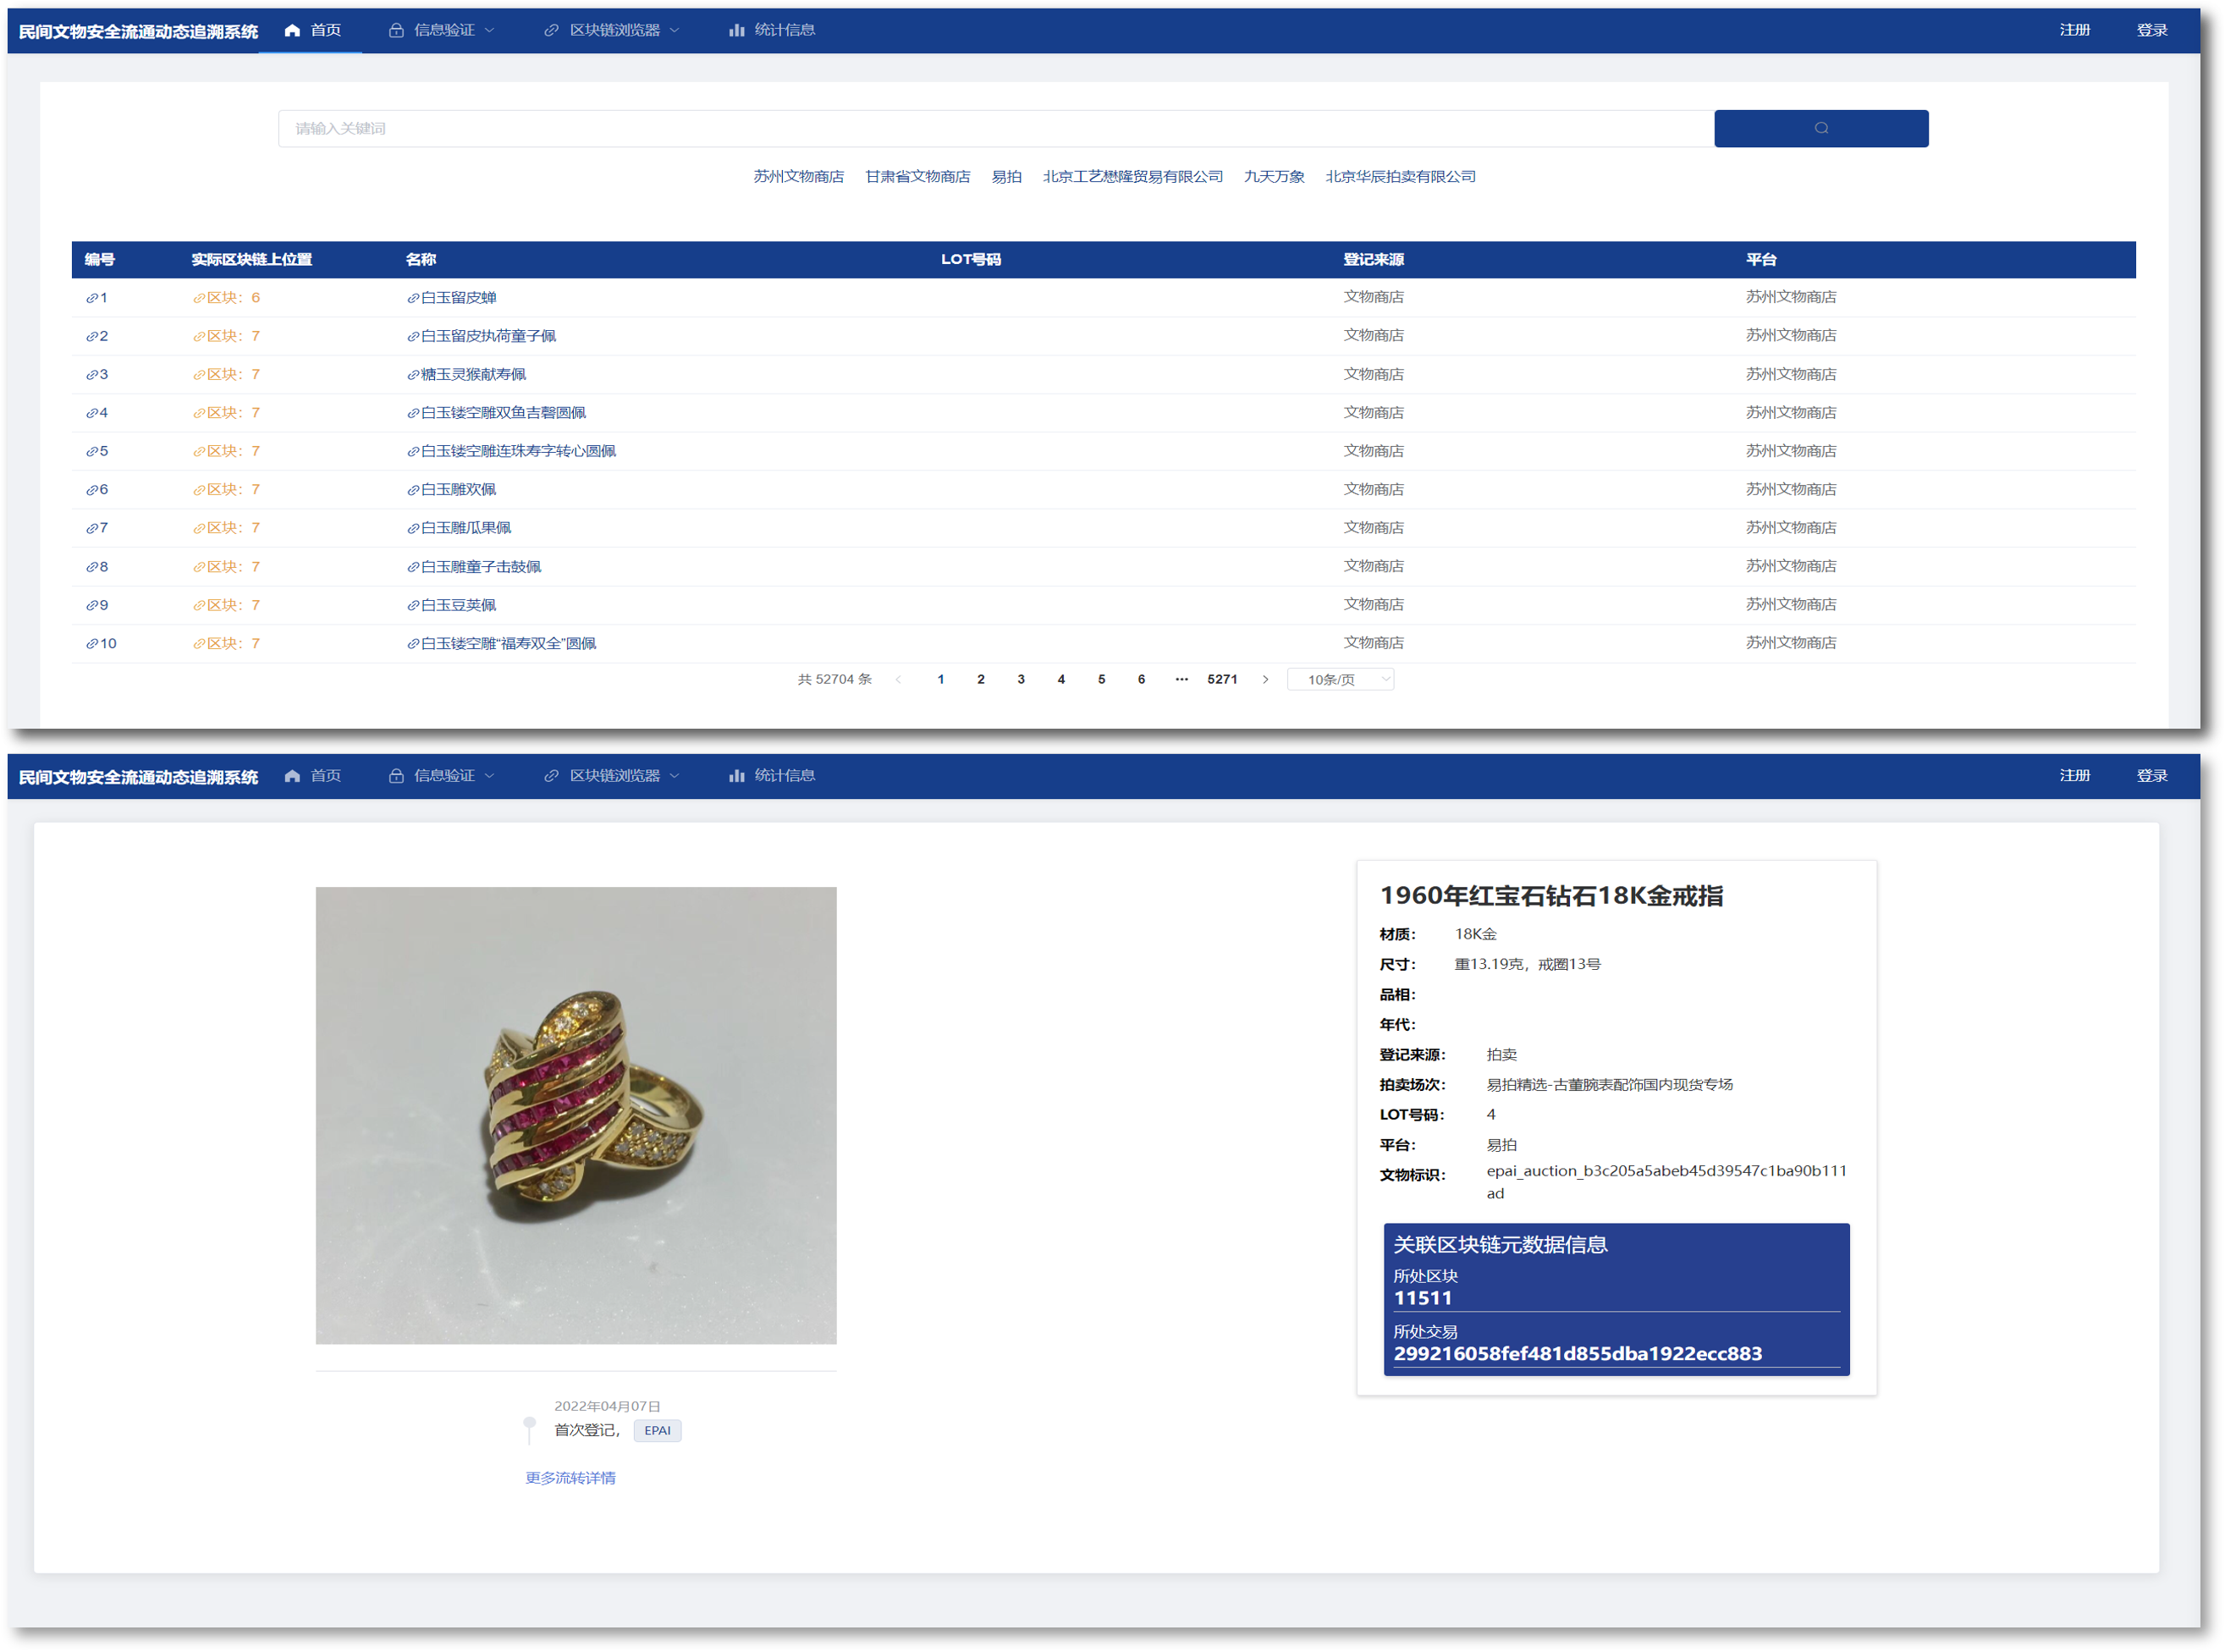 民间文物安全流通动态追溯系统 首页 信息验证 区块链浏览器 统计信息 注册 登录
请输入关键词
苏州文物商店 甘肃省文物商店 易拍 北京工艺懋隆贸易有限公司 九天万象 北京华辰拍卖有限公司
编号 实际区块链上位置 名称 LOT号码 登记来源 平台
1 区块：6 白玉留皮蝉 文物商店 苏州文物商店
2 区块：7 白玉留皮执荷童子佩 文物商店 苏州文物商店
3 区块：7 糖玉灵猴献寿佩 文物商店 苏州文物商店
4 区块：7 白玉镂空雕双鱼吉磬圆佩 文物商店 苏州文物商店
5 区块：7 白玉镂空雕连珠寿字转心圆佩 文物商店 苏州文物商店
6 区块：7 白玉雕欢佩 文物商店 苏州文物商店
7 区块：7 白玉雕瓜果佩 文物商店 苏州文物商店
8 区块：7 白玉雕童子击鼓佩 文物商店 苏州文物商店
9 区块：7 白玉豆荚佩 文物商店 苏州文物商店
10 区块：7 白玉镂空雕“福寿双全”圆佩 文物商店 苏州文物商店
共 52704 条 1 2 3 4 5 6 ··· 5271 10条/页
民间文物安全流通动态追溯系统 首页 信息验证 区块链浏览器 统计信息 注册 登录
1960年红宝石钻石18K金戒指
材质： 18K金
尺寸： 重13.19克，戒圈13号
品相：
年代：
登记来源： 拍卖
拍卖场次： 易拍精选-古董腕表配饰国内现货专场
LOT号码： 4
平台： 易拍
文物标识： epai_auction_b3c205a5abeb45d39547c1ba90b111
ad
关联区块链元数据信息
所处区块
11511
所处交易
299216058fef481d855dba1922ecc883
2022年04月07日
首次登记， EPAI
更多流转详情